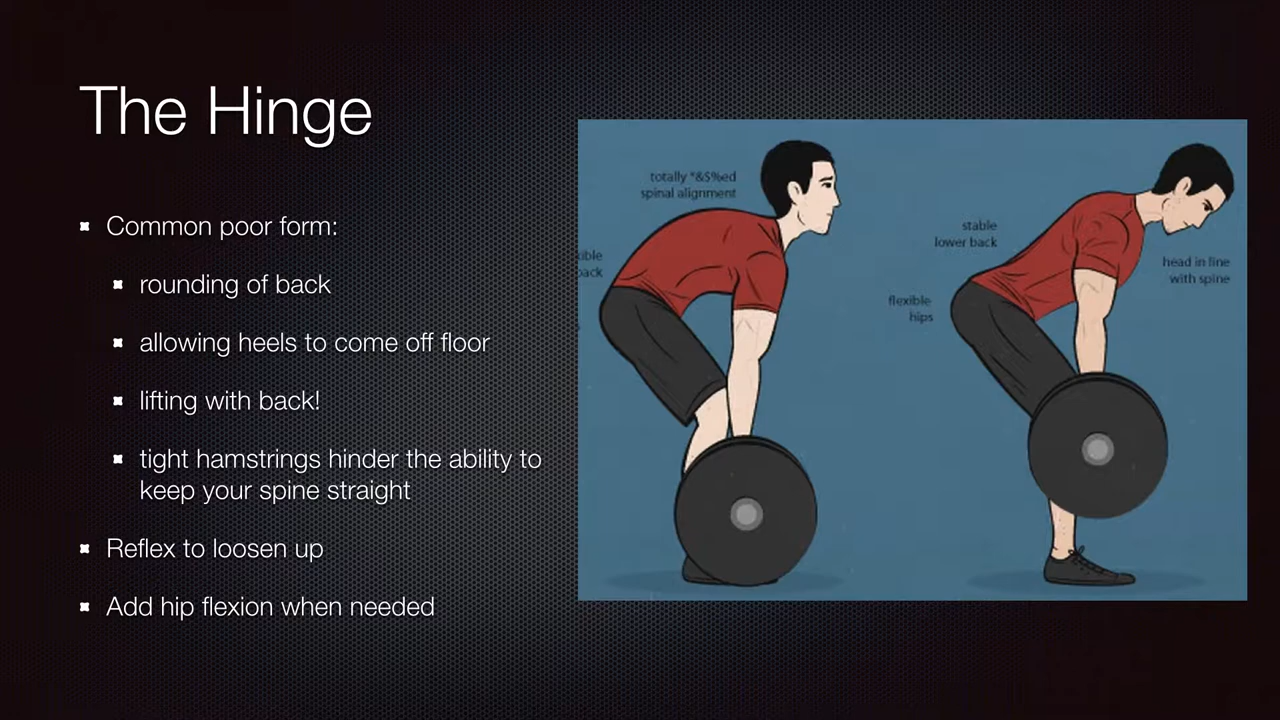 The Hinge
Common poor form:
rounding of back
allowing heels to come off floor
lifting with back!
tight hamstrings hinder the ability to
keep your spine straight
Reflex to loosen up
Add hip flexion when needed
totally *&$%ed
spinal alignment
ible
back
stable
lower back
head in line
with spine
flexible
hips